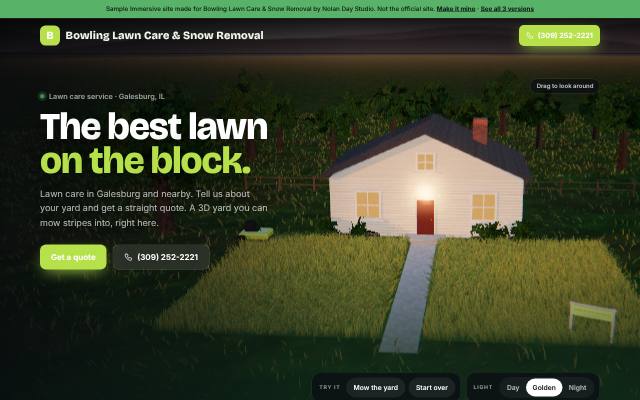 Sample Immersive site made for Bowling Lawn Care & Snow Removal by Nolan Day Studio. Not the official site. Make it mine · See all 3 versions
B Bowling Lawn Care & Snow Removal
(309) 252-2221
Drag to look around
Lawn care service · Galesburg, IL
The best lawn
on the block.
Lawn care in Galesburg and nearby. Tell us about
your yard and get a straight quote. A 3D yard you can
mow stripes into, right here.
Get a quote
(309) 252-2221
TRY IT Mow the yard Start over
LIGHT Day Golden Night